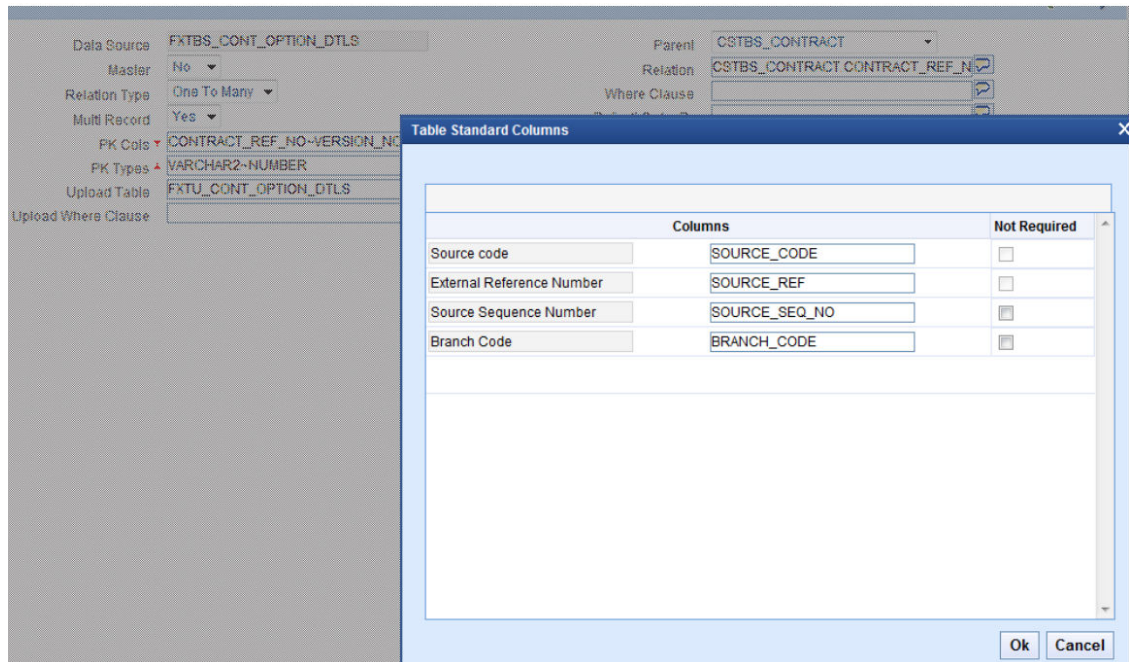 Data Source FXTBS_CONT_OPTION_DTLS Parent CSTBS_CONTRACT
Master No Relation CSTBS_CONTRACT.CONTRACT_REF_N
Relation Type One To Many Where Clause
Multi Record Yes
PK Cols CONTRACT_REF_NO~VERSION_NO
PK Types VARCHAR2~NUMBER
Upload Table FXTU_CONT_OPTION_DTLS
Upload Where Clause
Table Standard Columns
Columns Not Required
Source code SOURCE_CODE
External Reference Number SOURCE_REF
Source Sequence Number SOURCE_SEQ_NO
Branch Code BRANCH_CODE
Ok Cancel